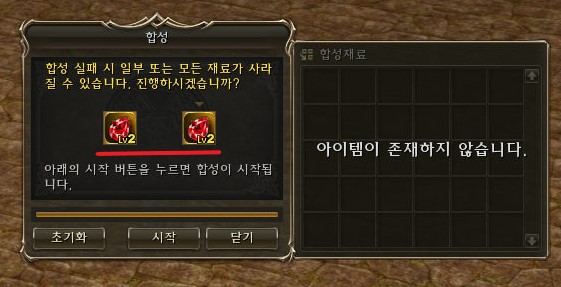 합성
합성 실패 시 일부 또는 모든 재료가 사라
질 수 있습니다. 진행하시겠습니까?
Lv2
Lv2
아래의 시작 버튼을 누르면 합성이 시작됩
니다.
초기화
시작
닫기
합성재료
아이템이 존재하지 않습니다.